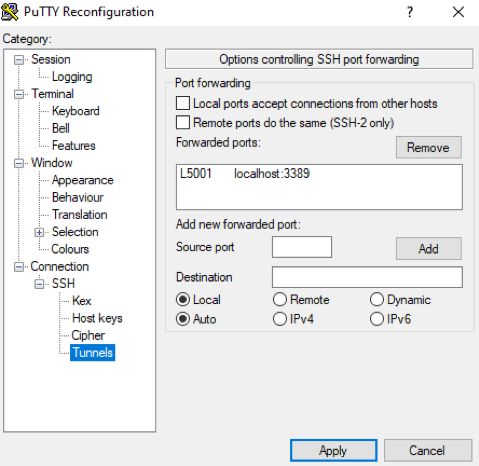 PuTTY Reconfiguration
?
Category:
Session
Logging
Terminal
Keyboard
Bell
Features
Window
Appearance
Behaviour
Translation
Selection
Colours
Connection
SSH
Kex
Host keys
Cipher
Tunnels
Options controlling SSH port forwarding
Port forwarding
Local ports accept connections from other hosts
Remote ports do the same (SSH-2 only)
Forwarded ports: Remove
L5001 localhost:3389
Add new forwarded port:
Source port Add
Destination
Local Remote Dynamic
Auto IPv4 IPv6
Apply Cancel